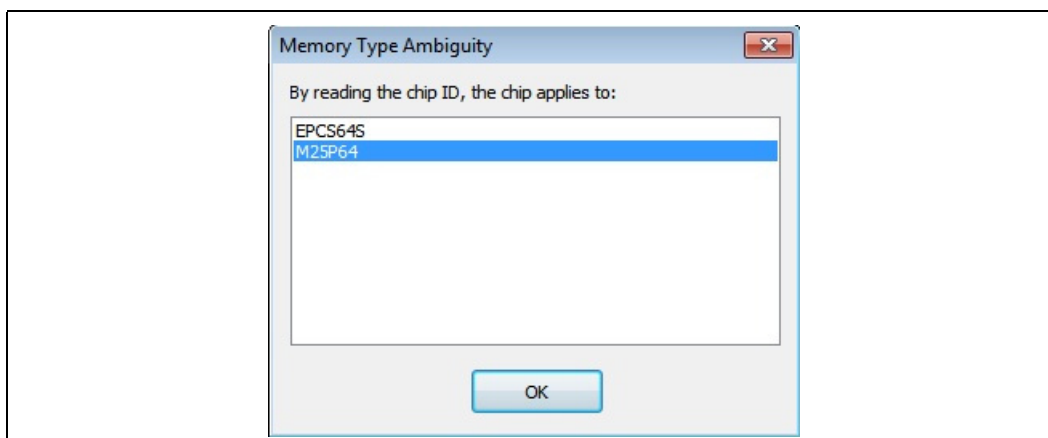 Memory Type Ambiguity
By reading the chip ID, the chip applies to:
EPCS64S
M25P64
OK